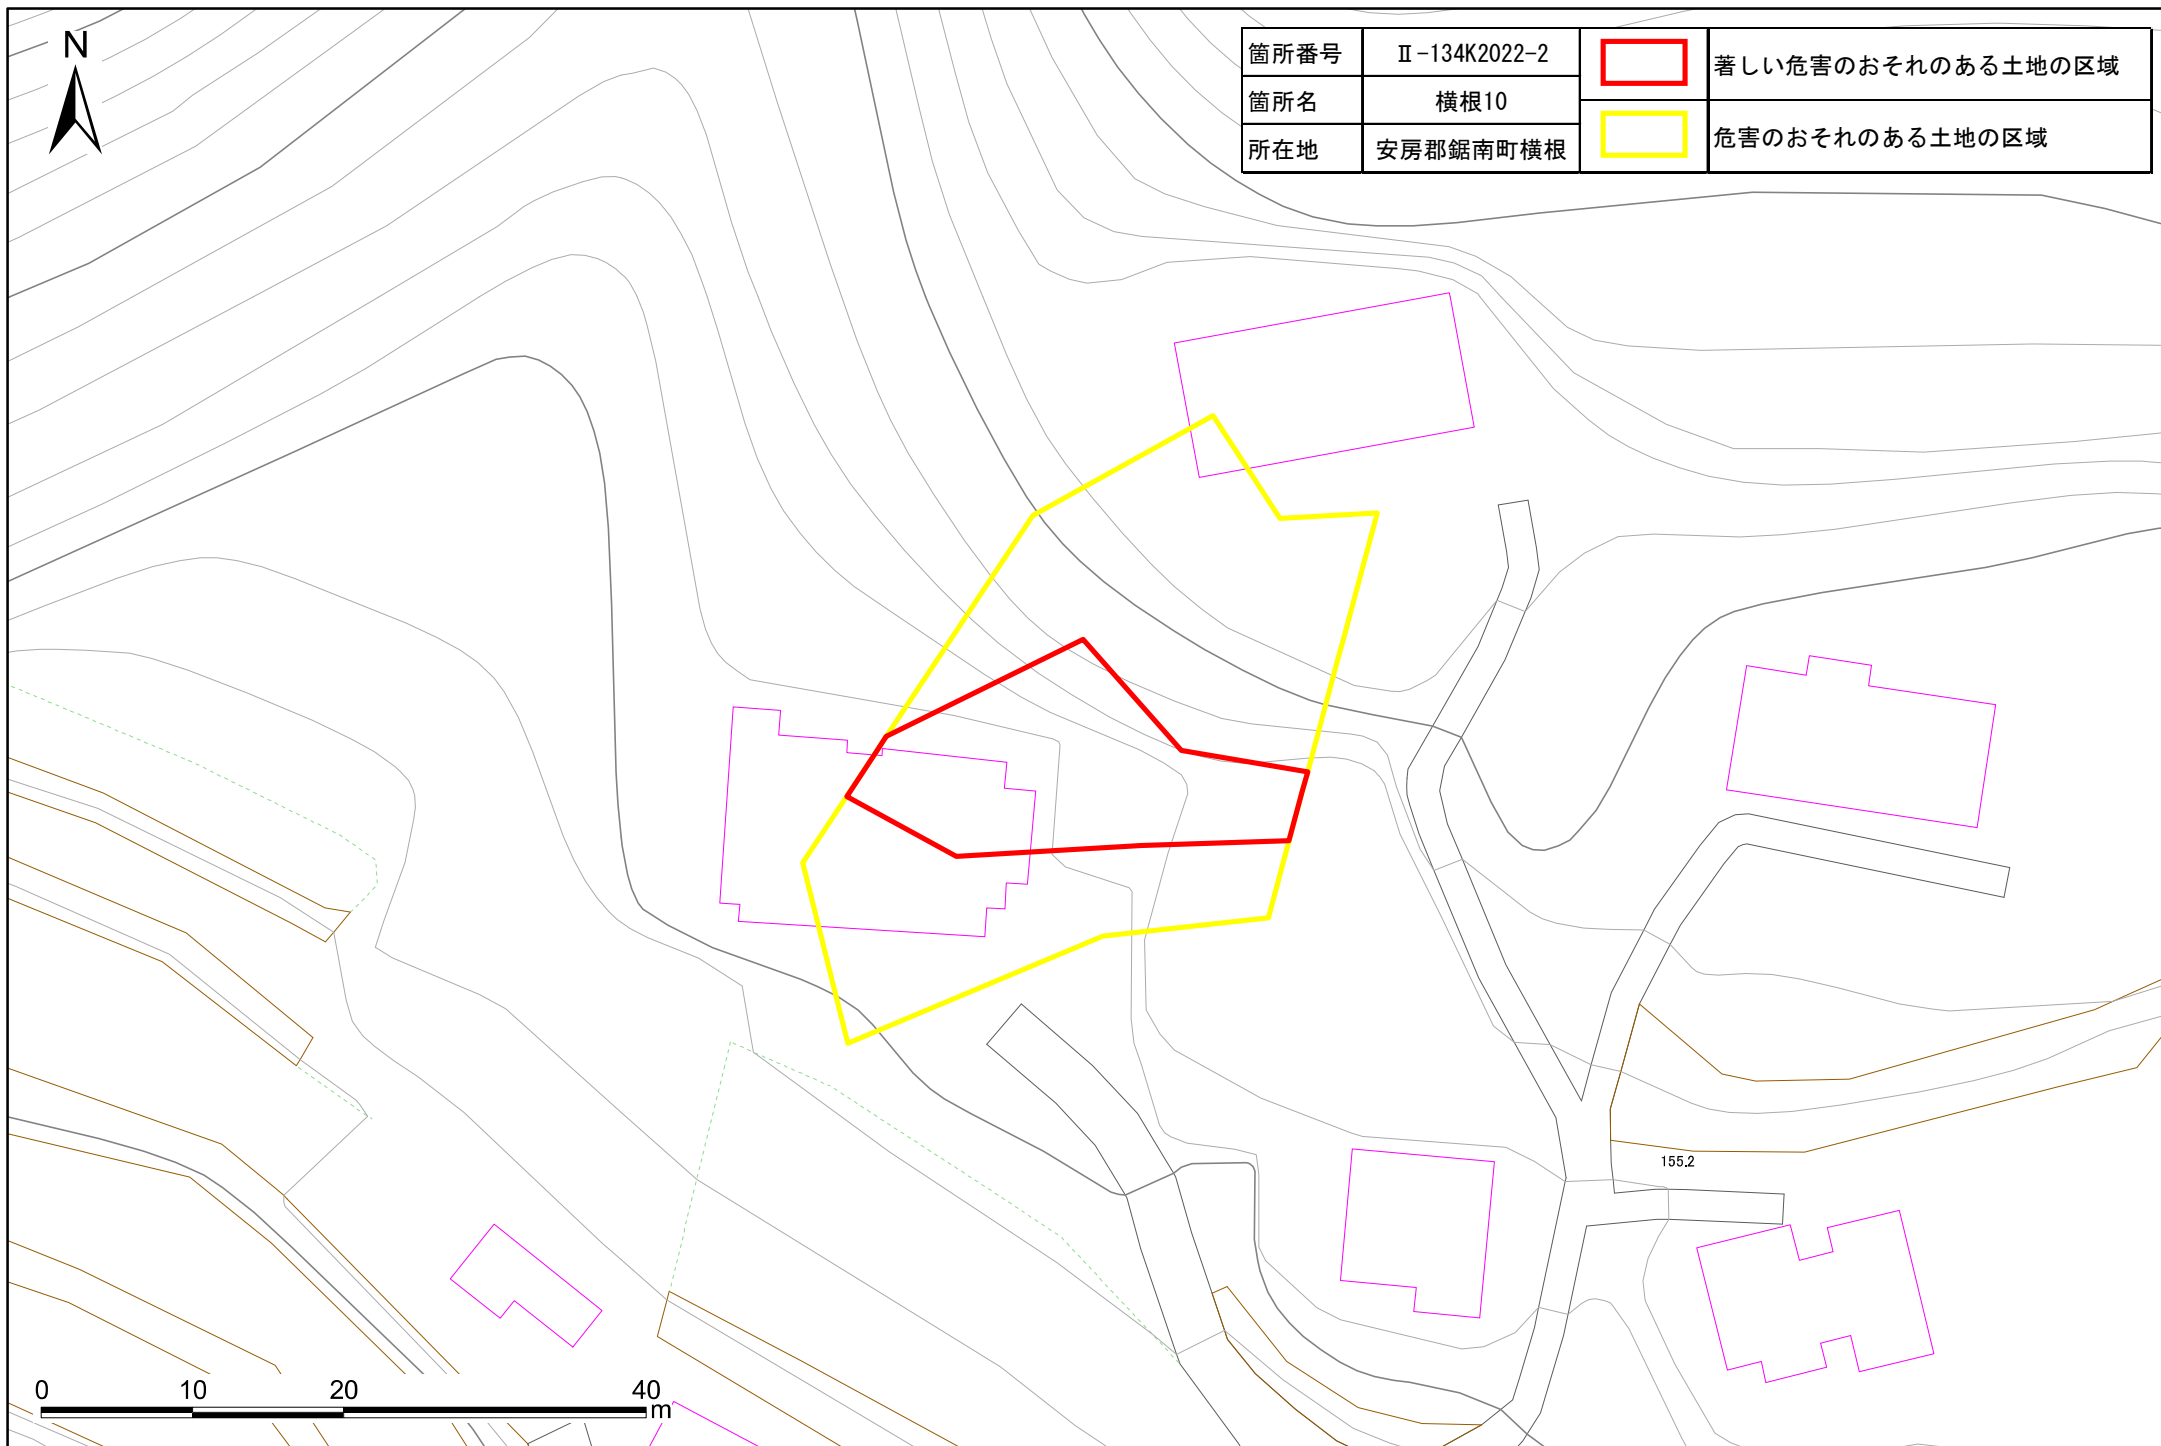 N
箇所番号 Ⅱ-134K2022-2 著しい危害のおそれのある土地の区域
箇所名 横根10
所在地 安房郡鋸南町横根 危害のおそれのある土地の区域
155.2
0 10 20 40
m